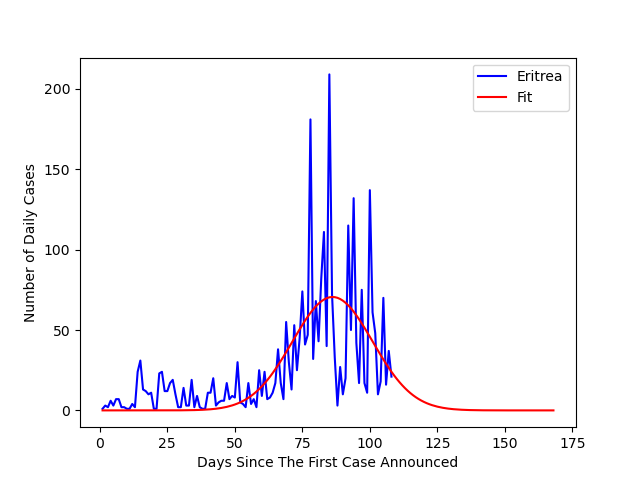 Eritrea
Fit
Number of Daily Cases
200
150
100
50
0
0 25 50 75 100 125 150 175
Days Since The First Case Announced